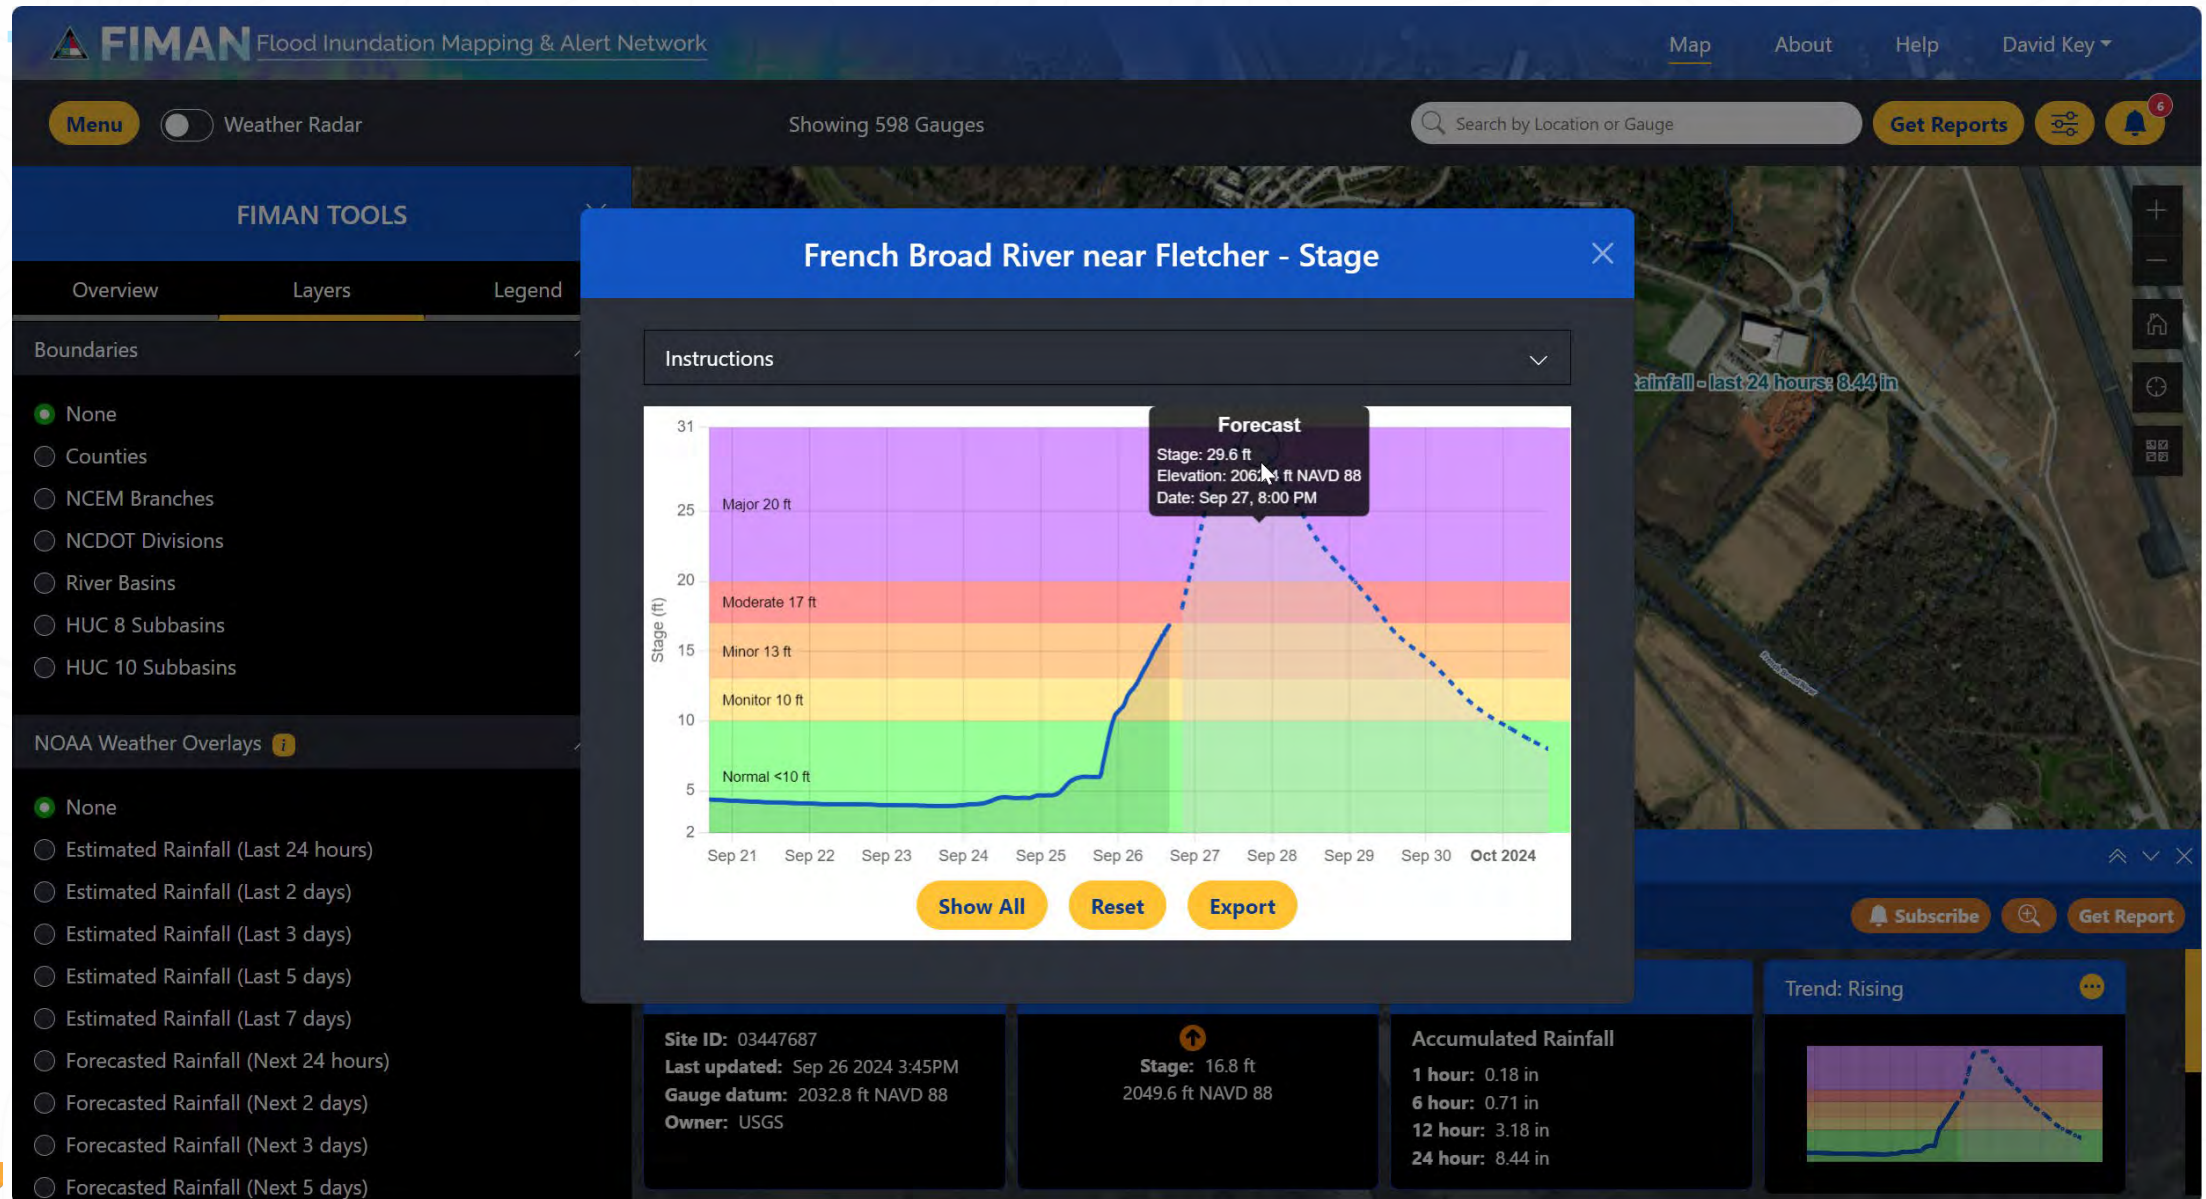 FIMAN Flood Inundation Mapping & Alert Network
Map About Help David Key
Menu Weather Radar Showing 598 Gauges Search by Location or Gauge Get Reports 6
FIMAN TOOLS
Overview Layers Legend
Boundaries
None
Counties
NCEM Branches
NCDOT Divisions
River Basins
HUC 8 Subbasins
HUC 10 Subbasins
NOAA Weather Overlays i
None
Estimated Rainfall (Last 24 hours)
Estimated Rainfall (Last 2 days)
Estimated Rainfall (Last 3 days)
Estimated Rainfall (Last 5 days)
Estimated Rainfall (Last 7 days)
Forecasted Rainfall (Next 24 hours)
Forecasted Rainfall (Next 2 days)
Forecasted Rainfall (Next 3 days)
Forecasted Rainfall (Next 5 days)
French Broad River near Fletcher - Stage
Instructions
Forecast
Stage: 29.6 ft
Elevation: ft NAVD 88
Date: Sep 27, 8:00 PM
31
25
20
15
10
5
2
Stage (ft)
Major 20 ft
Moderate 17 ft
Minor 13 ft
Monitor 10 ft
Normal <10 ft
Sep 21 Sep 22 Sep 23 Sep 24 Sep 25 Sep 26 Sep 27 Sep 28 Sep 29 Sep 30 Oct 2024
Show All Reset Export
ainfall - last 24 hours: 8.44 in
French Broad River
Subscribe Get Report
Site ID: 03447687
Last updated: Sep 26 2024 3:45PM
Gauge datum: 2032.8 ft NAVD 88
Owner: USGS
Stage: 16.8 ft
2049.6 ft NAVD 88
Accumulated Rainfall
1 hour: 0.18 in
6 hour: 0.71 in
12 hour: 3.18 in
24 hour: 8.44 in
Trend: Rising